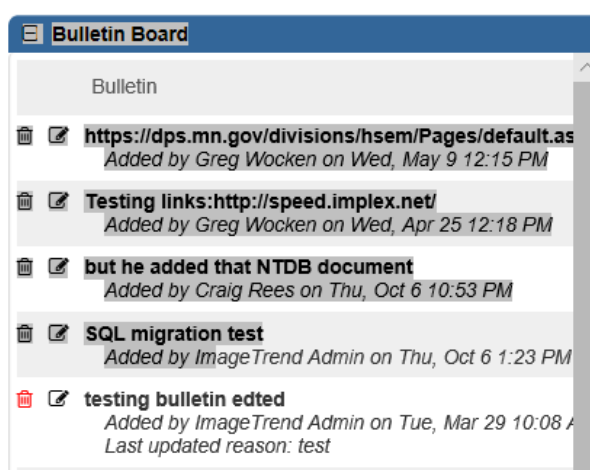 Bulletin Board
Bulletin
https://dps.mn.gov/divisions/hsem/Pages/default.as
Added by Greg Wocken on Wed, May 9 12:15 PM
Testing links:http://speed.implex.net/
Added by Greg Wocken on Wed, Apr 25 12:18 PM
but he added that NTDB document
Added by Craig Rees on Thu, Oct 6 10:53 PM
SQL migration test
Added by ImageTrend Admin on Thu, Oct 6 1:23 PM
testing bulletin edted
Added by ImageTrend Admin on Tue, Mar 29 10:08
Last updated reason: test